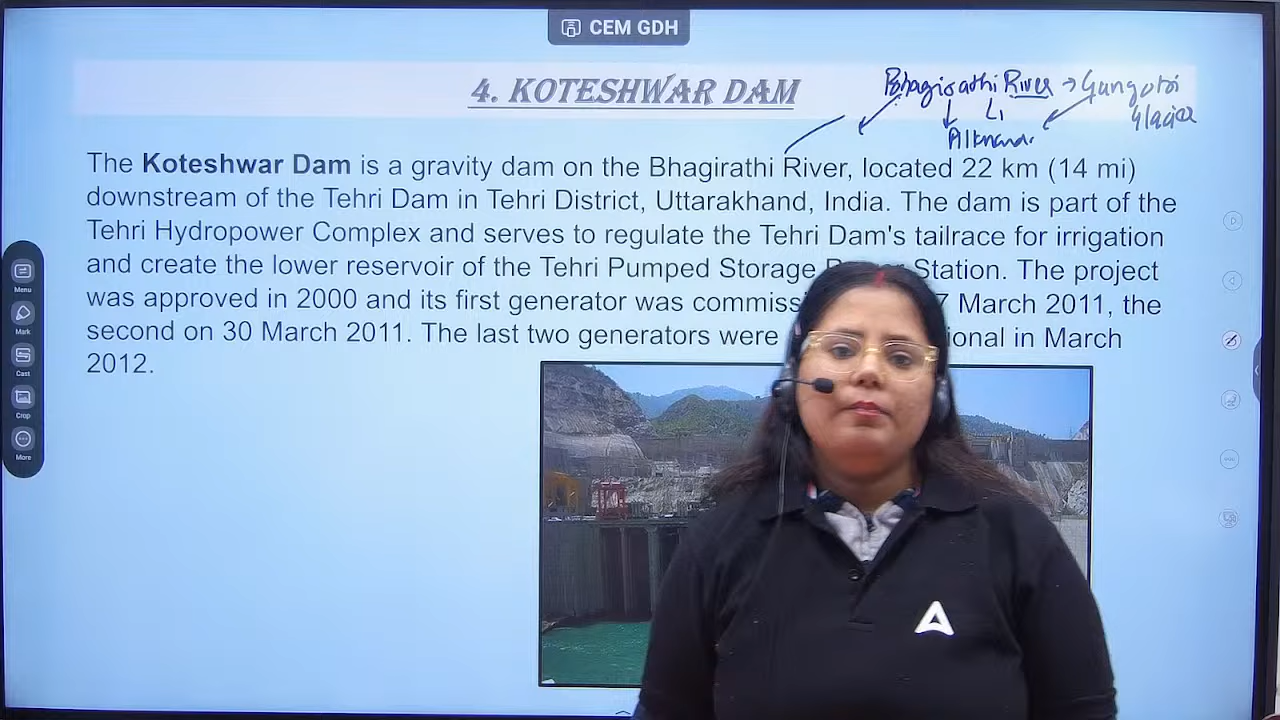 CEM GDH
4. KOTESHWAR DAM
Bhagirathi River → Gangotri
Glacier
The Koteshwar Dam is a gravity dam on the Bhagirathi River, located 22 km (14 mi)
downstream of the Tehri Dam in Tehri District, Uttarakhand, India. The dam is part of the
Tehri Hydropower Complex and serves to regulate the Tehri Dam's tailrace for irrigation
and create the lower reservoir of the Tehri Pumped Storage Station. The project
was approved in 2000 and its first generator was 7 March 2011, the
second on 30 March 2011. The last two generators were in March
2012.
Menu
Mark
Cast
Crop
More